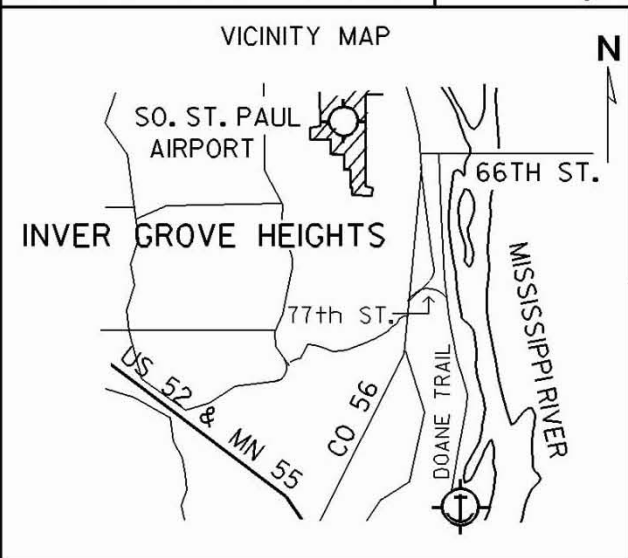 VICINITY MAP
N
SO. ST. PAUL
AIRPORT
66TH ST.
INVER GROVE HEIGHTS
MISSISSIPPI RIVER
77th ST.
US 52 & MN 55
CO 56
DOANE TRAIL